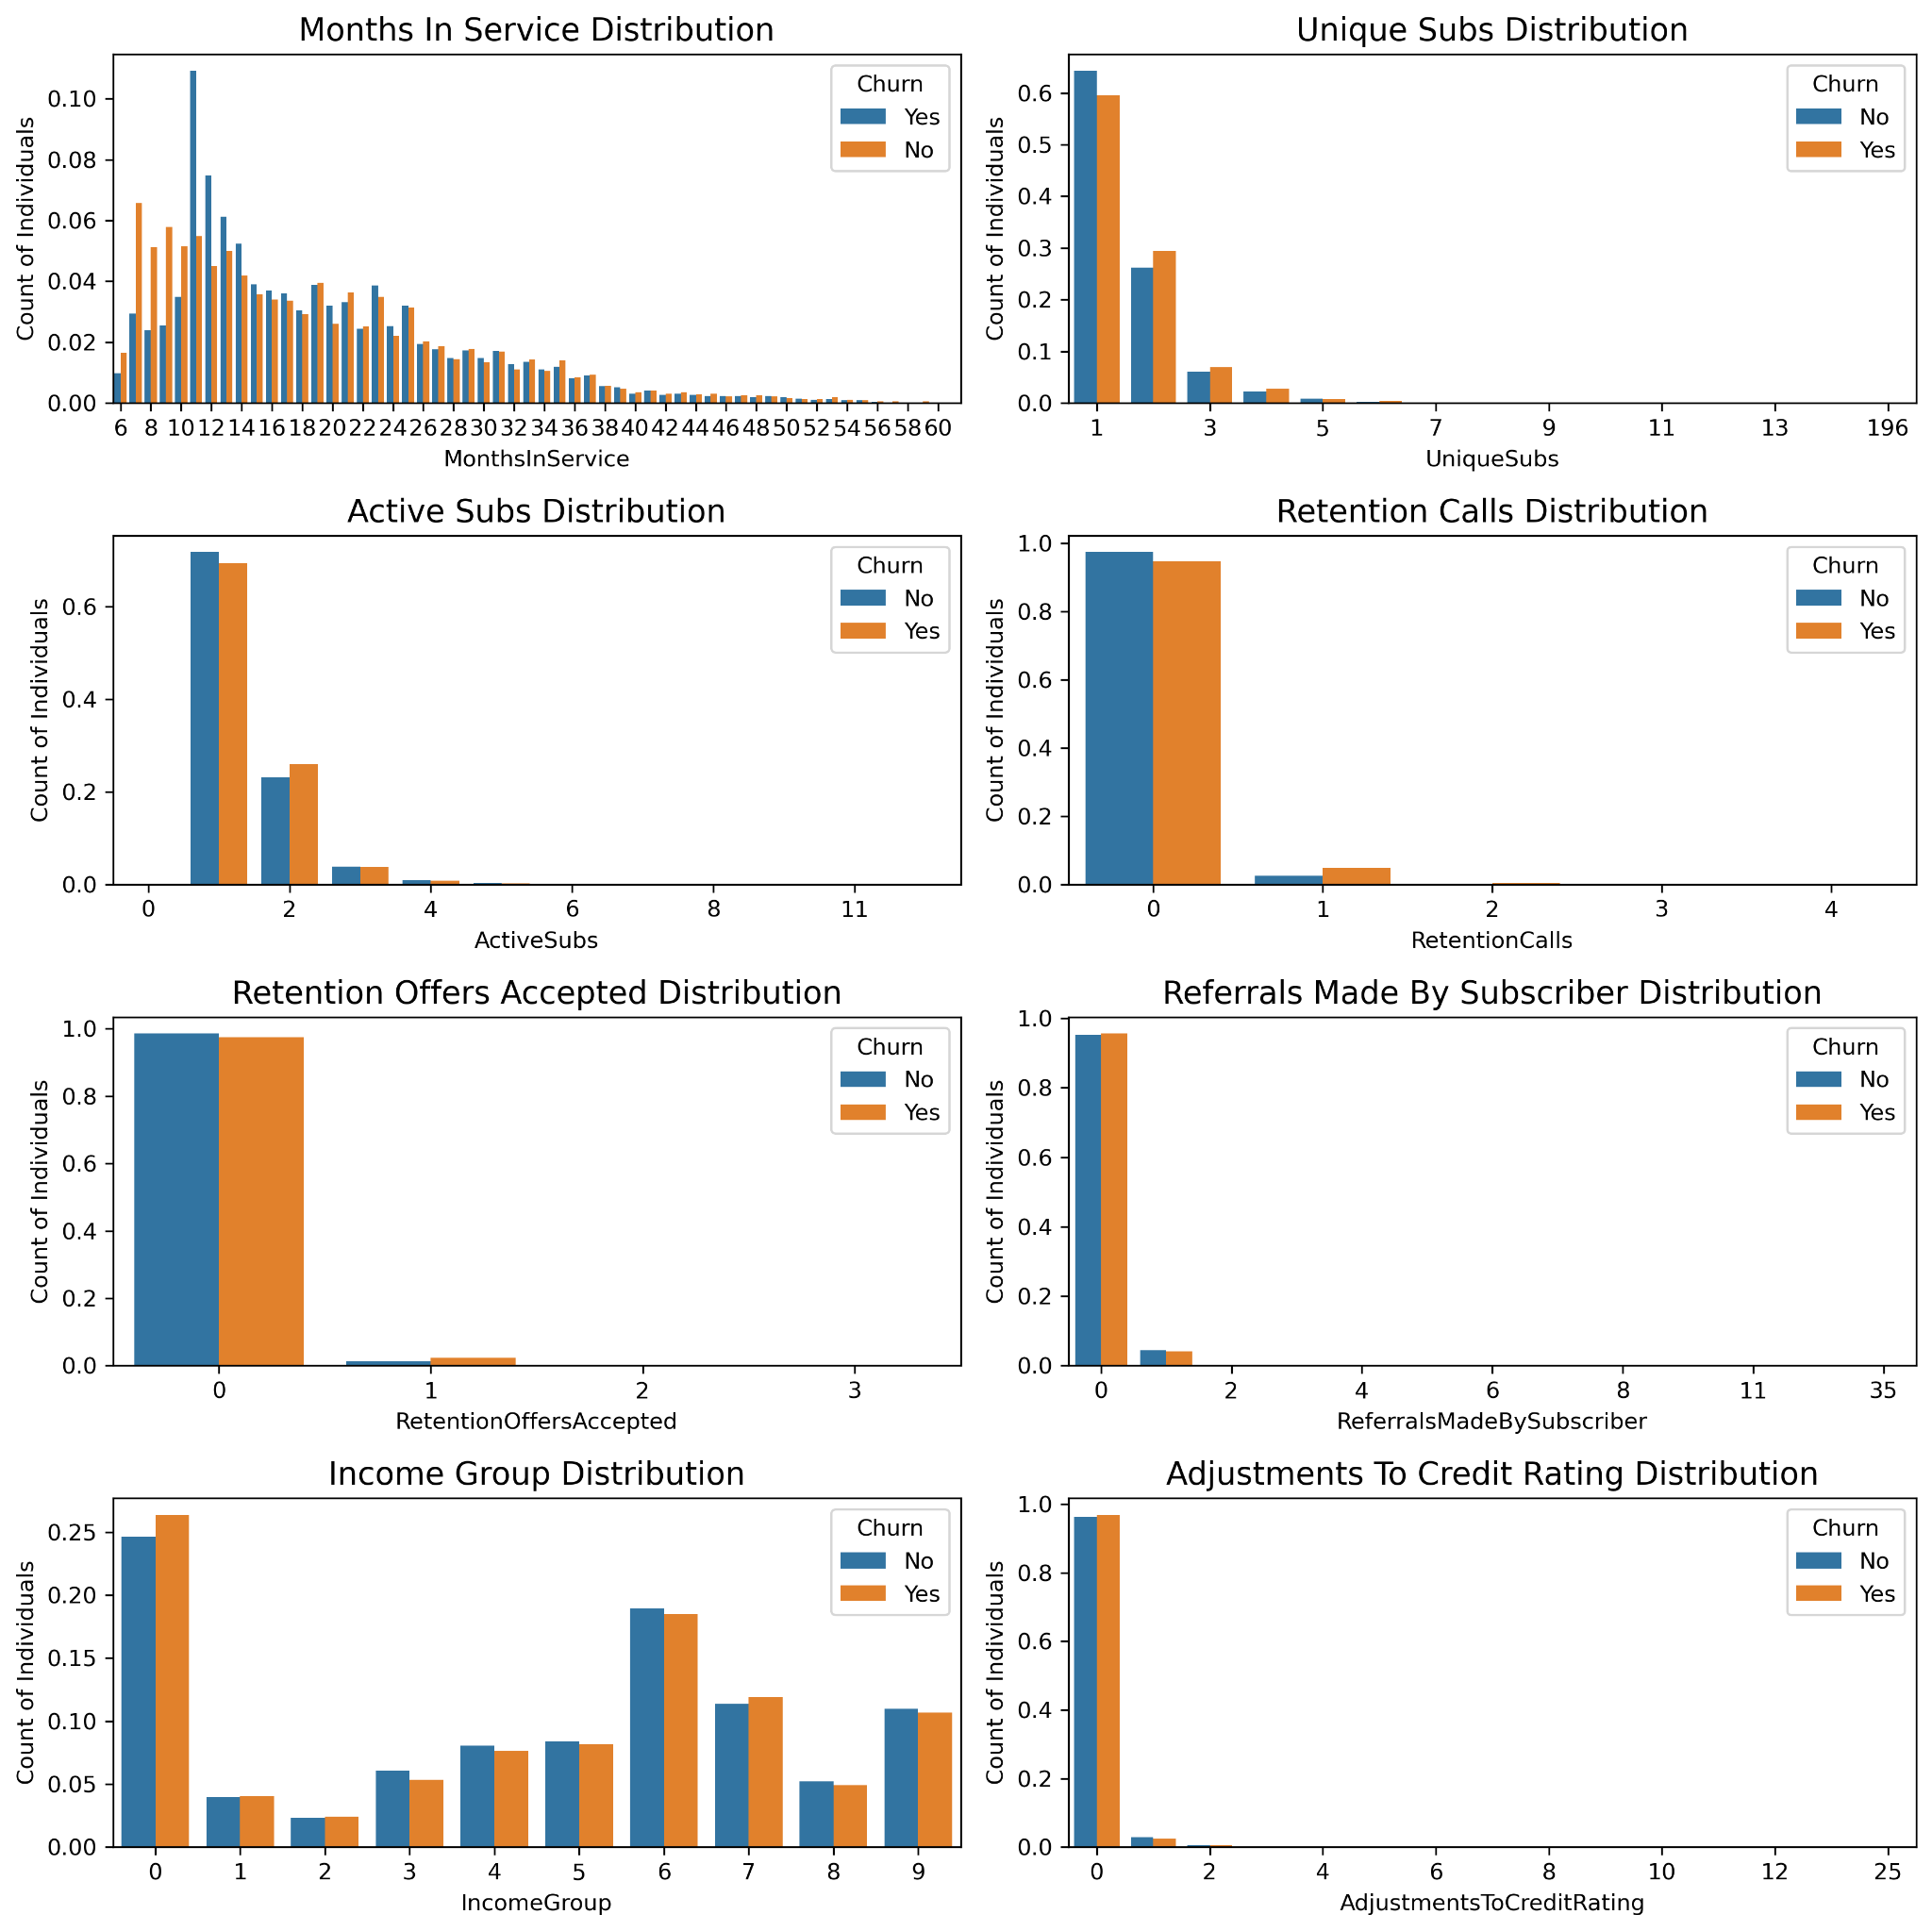 Months In Service Distribution
Count of Individuals
0.10
0.08
0.06
0.04
0.02
0.00
Churn
Yes
No
6 8 10 12 14 16 18 20 22 24 26 28 30 32 34 36 38 40 42 44 46 48 50 52 54 56 58 60
MonthsInService
Unique Subs Distribution
Count of Individuals
0.6
0.5
0.4
0.3
0.2
0.1
0.0
Churn
No
Yes
1 3 5 7 9 11 13 196
UniqueSubs
Active Subs Distribution
Count of Individuals
0.6
0.4
0.2
0.0
Churn
No
Yes
0 2 4 6 8 11
ActiveSubs
Retention Calls Distribution
Count of Individuals
1.0
0.8
0.6
0.4
0.2
0.0
Churn
No
Yes
0 1 2 3 4
RetentionCalls
Retention Offers Accepted Distribution
Count of Individuals
1.0
0.8
0.6
0.4
0.2
0.0
Churn
No
Yes
0 1 2 3
RetentionOffersAccepted
Referrals Made By Subscriber Distribution
Count of Individuals
1.0
0.8
0.6
0.4
0.2
0.0
Churn
No
Yes
0 2 4 6 8 11 35
ReferralsMadeBySubscriber
Income Group Distribution
Count of Individuals
0.25
0.20
0.15
0.10
0.05
0.00
Churn
No
Yes
0 1 2 3 4 5 6 7 8 9
IncomeGroup
Adjustments To Credit Rating Distribution
Count of Individuals
1.0
0.8
0.6
0.4
0.2
0.0
Churn
No
Yes
0 2 4 6 8 10 12 25
AdjustmentsToCreditRating